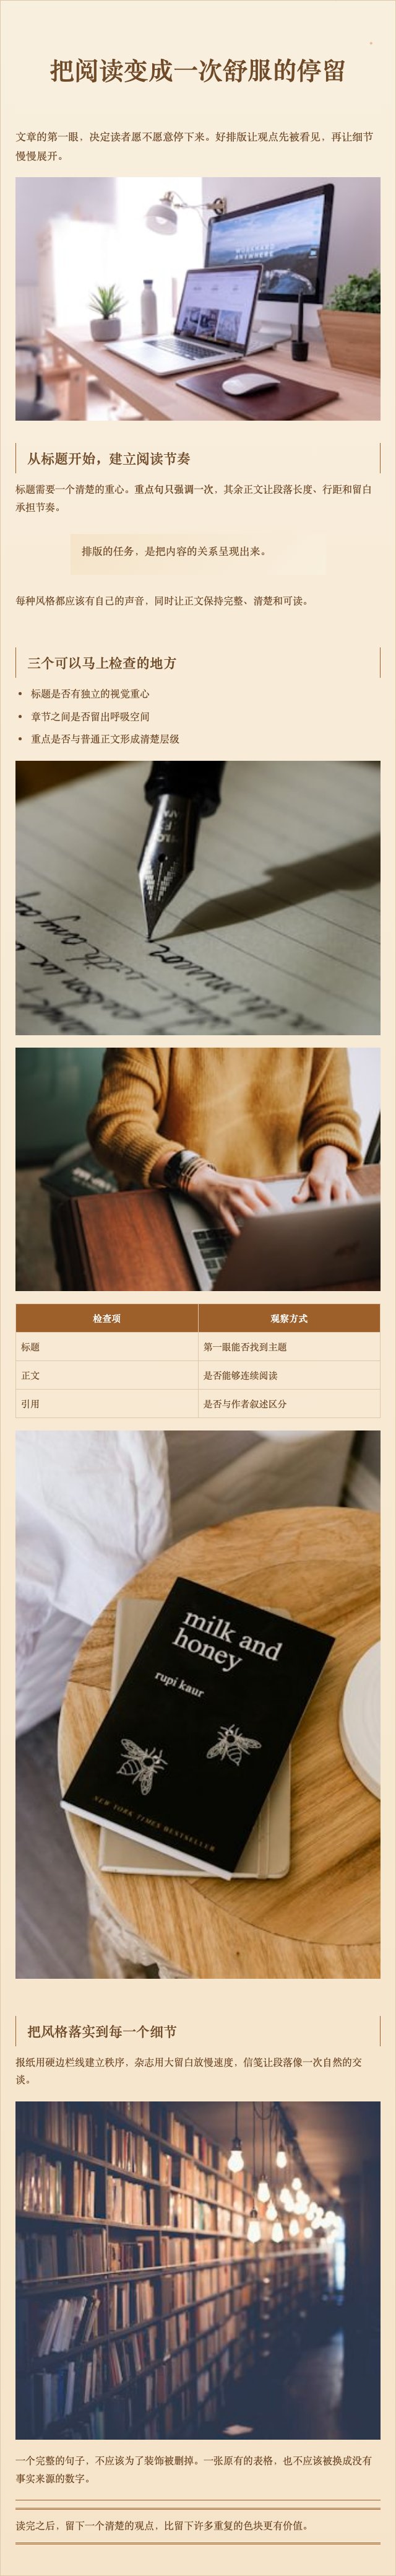 把阅读变成一次舒服的停留
文章的第一眼，决定读者愿不愿意停下来。好排版让观点先被看见，再让细节
慢慢展开。
从标题开始，建立阅读节奏
标题需要一个清楚的重心。重点句只强调一次，其余正文让段落长度、行距和留白
承担节奏。
排版的任务，是把内容的关系呈现出来。
每种风格都应该有自己的声音，同时让正文保持完整、清楚和可读。
三个可以马上检查的地方
▪ 标题是否有独立的视觉重心
▪ 章节之间是否留出呼吸空间
▪ 重点是否与普通正文形成清楚层级
检查项 观察方式
标题 第一眼能否找到主题
正文 是否能够连续阅读
引用 是否与作者叙述区分
milk and
honey
rupi kaur
NEW YORK TIMES BESTSELLER
把风格落实到每一个细节
报纸用硬边栏线建立秩序，杂志用大留白放慢速度，信笺让段落像一次自然的交
谈。
一个完整的句子，不应该为了装饰被删掉。一张原有的表格，也不应该被换成没有
事实来源的数字。
读完之后，留下一个清楚的观点，比留下许多重复的色块更有价值。